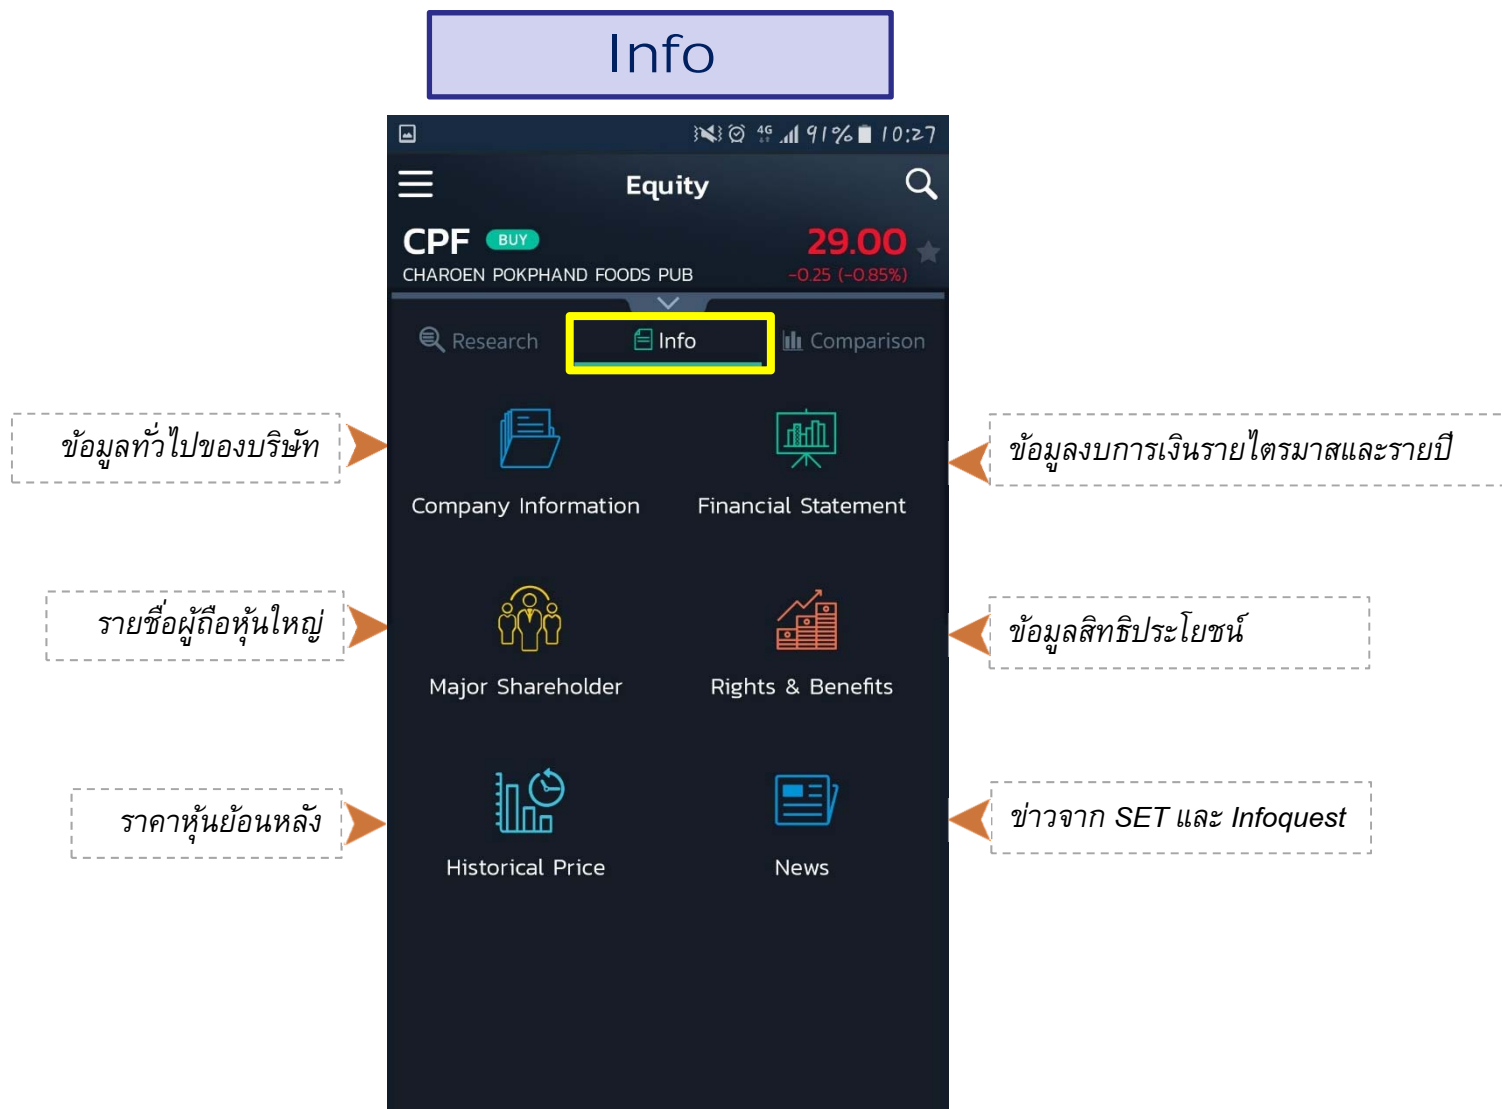 Info
4G 91% 10:27
Equity
CPF BUY 29.00
CHAROEN POKPHAND FOODS PUB -0.25 (-0.85%)
Research Info Comparison
ข้อมูลทั่วไปของบริษัท
ข้อมูลงบการเงินรายไตรมาสและรายปี
Company Information Financial Statement
รายชื่อผู้ถือหุ้นใหญ่
ข้อมูลสิทธิประโยชน์
Major Shareholder Rights & Benefits
ราคาหุ้นย้อนหลัง
ข่าวจาก SET และ Infoquest
Historical Price News